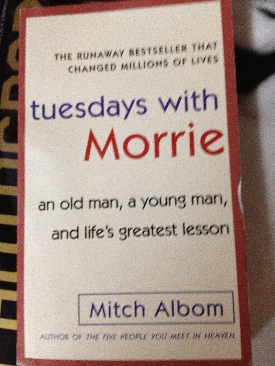 THE RUNAWAY BESTSELLER THAT
CHANGED MILLIONS OF LIVES
tuesdays with
Morrie
an old man, a young man,
and life's greatest lesson
Mitch Albom
AUTHOR OF THE FIVE PEOPLE YOU MEET IN HEAVEN